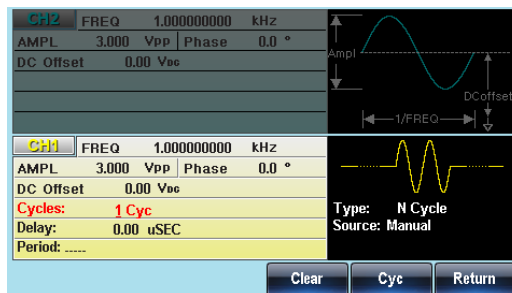 CH2 FREQ 1.000000000 kHz
AMPL 3.000 Vpp Phase 0.0 °
DC Offset 0.00 VDC
Ampl
DCoffset
1/FREQ
CH1 FREQ 1.000000000 kHz
AMPL 3.000 Vpp Phase 0.0 °
DC Offset 0.00 VDC
Cycles: 1 Cyc
Delay: 0.00 uSEC
Period: -----
Type: N Cycle
Source: Manual
Clear Cyc Return